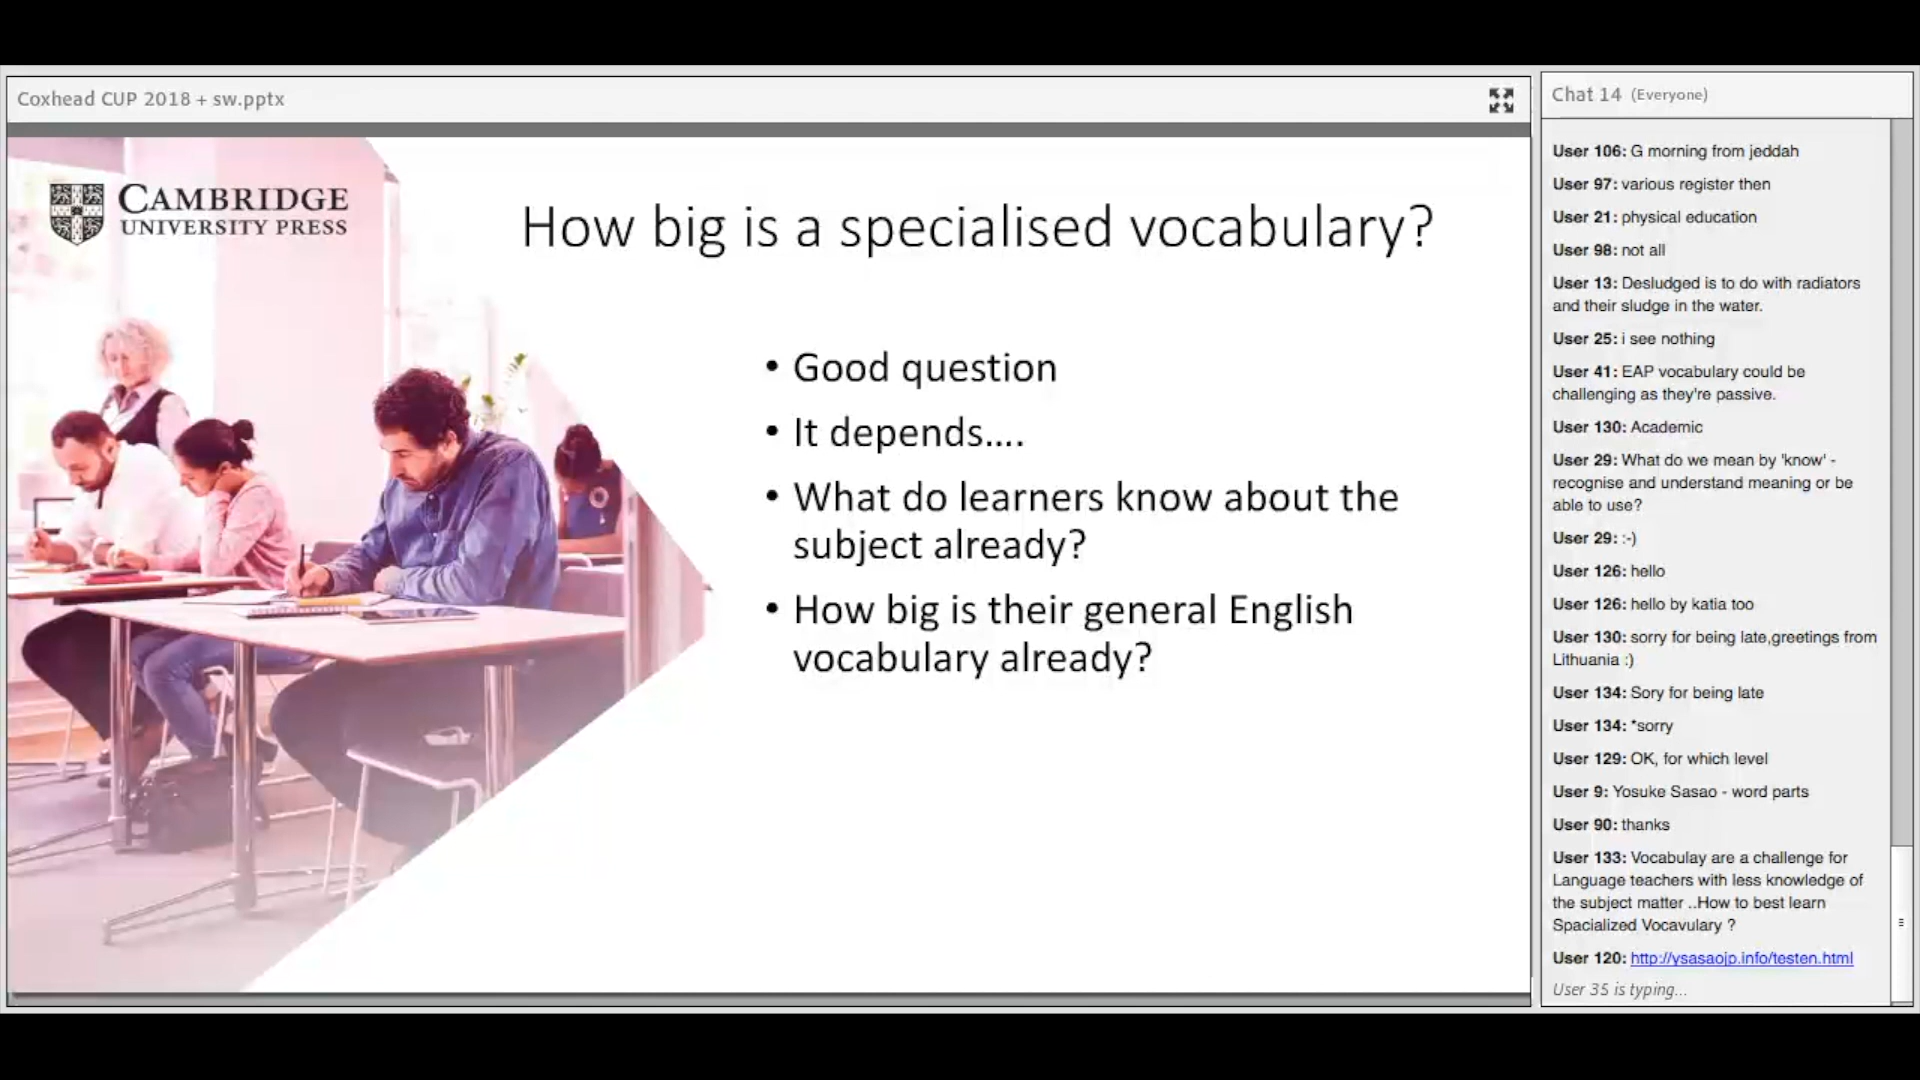 Coxhead CUP 2018 + sw.pptx
CAMBRIDGE
UNIVERSITY PRESS
How big is a specialised vocabulary?
• Good question
• It depends....
• What do learners know about the
subject already?
• How big is their general English
vocabulary already?
Chat 14 (Everyone)
User 106: G morning from jeddah
User 97: various register then
User 21: physical education
User 98: not all
User 13: Desludged is to do with radiators
and their sludge in the water.
User 25: i see nothing
User 41: EAP vocabulary could be
challenging as they're passive.
User 130: Academic
User 29: What do we mean by 'know' -
recognise and understand meaning or be
able to use?
User 29: :-)
User 126: hello
User 126: hello by katia too
User 130: sorry for being late,greetings from
Lithuania :)
User 134: Sory for being late
User 134: *sorry
User 129: OK, for which level
User 9: Yosuke Sasao - word parts
User 90: thanks
User 133: Vocabulay are a challenge for
Language teachers with less knowledge of
the subject matter ..How to best learn
Spacialized Vocavulary ?
User 120: http://ysasaojp.info/testen.html
User 35 is typing...